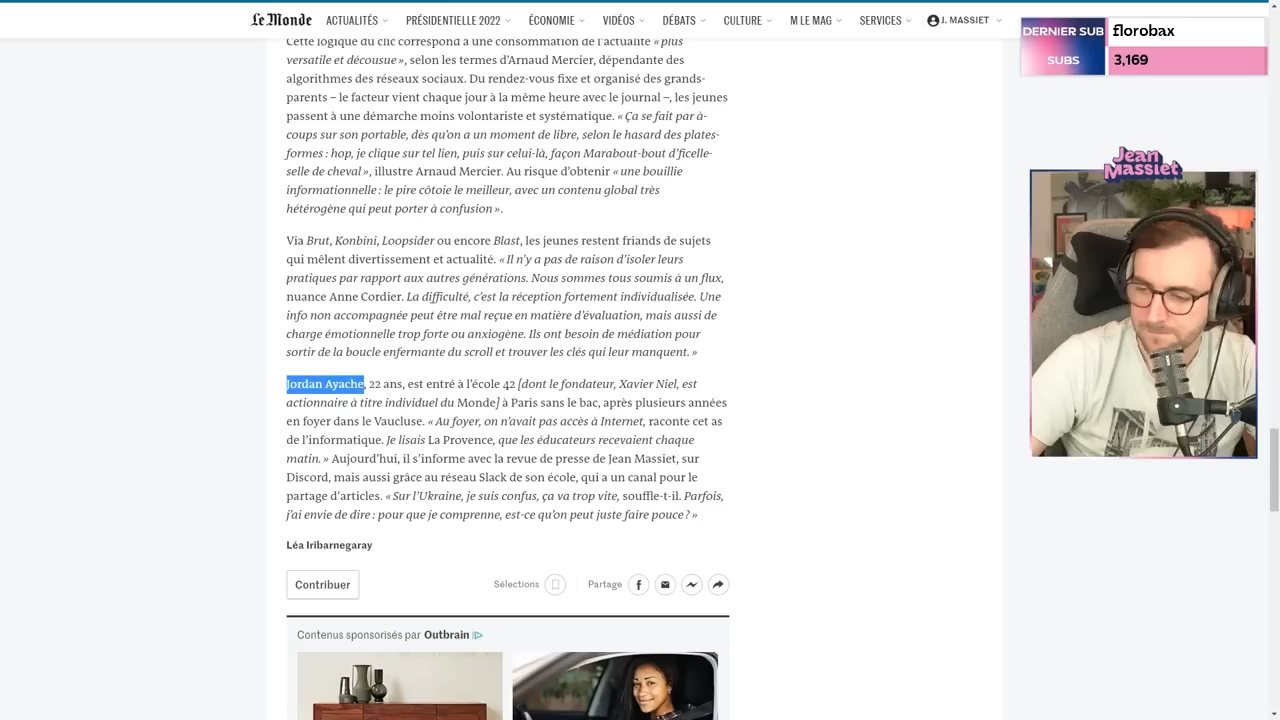 Le Monde
ACTUALITÉS
PRÉSIDENTIELLE 2022
ÉCONOMIE
VIDÉOS
DÉBATS
CULTURE
M LE MAG
SERVICES
J. MASSIET
Cette logique du clic correspond à une consommation de l'actualité « plus
versatile et décousue », selon les termes d'Arnaud Mercier, dépendante des
algorithmes des réseaux sociaux. Du rendez-vous fixe et organisé des grands-
parents – le facteur vient chaque jour à la même heure avec le journal –, les jeunes
passent à une démarche moins volontariste et systématique. « Ça se fait par à-
coups sur son portable, dès qu'on a un moment de libre, selon le hasard des plates-
formes : hop, je clique sur tel lien, puis sur celui-là, façon Marabout-bout d'ficelle-
selle de cheval », illustre Arnaud Mercier. Au risque d'obtenir « une bouillie
informationnelle : le pire côtoie le meilleur, avec un contenu global très
hétérogène qui peut porter à confusion ».
Via Brut, Konbini, Loopsider ou encore Blast, les jeunes restent friands de sujets
qui mêlent divertissement et actualité. « Il n'y a pas de raison d'isoler leurs
pratiques par rapport aux autres générations. Nous sommes tous soumis à un flux,
nuance Anne Cordier. La difficulté, c'est la réception fortement individualisée. Une
info non accompagnée peut être mal reçue en matière d'évaluation, mais aussi de
charge émotionnelle trop forte ou anxiogène. Ils ont besoin de médiation pour
sortir de la boucle enfermante du scroll et trouver les clés qui leur manquent. »
Jordan Ayache, 22 ans, est entré à l'école 42 [dont le fondateur, Xavier Niel, est
actionnaire à titre individuel du Monde] à Paris sans le bac, après plusieurs années
en foyer dans le Vaucluse. « Au foyer, on n'avait pas accès à Internet, raconte cet as
de l'informatique. Je lisais La Provence, que les éducateurs recevaient chaque
matin. » Aujourd'hui, il s'informe avec la revue de presse de Jean Massiet, sur
Discord, mais aussi grâce au réseau Slack de son école, qui a un canal pour le
partage d'articles. « Sur l'Ukraine, je suis confus, ça va trop vite, souffle-t-il. Parfois,
j'ai envie de dire : pour que je comprenne, est-ce qu'on peut juste faire pouce ? »
Léa Iribarnegaray
Contribuer
Sélections
Partage
Contenus sponsorisés par Outbrain
DERNIER SUB
florobax
SUBS
3,169
Jean
Massiet